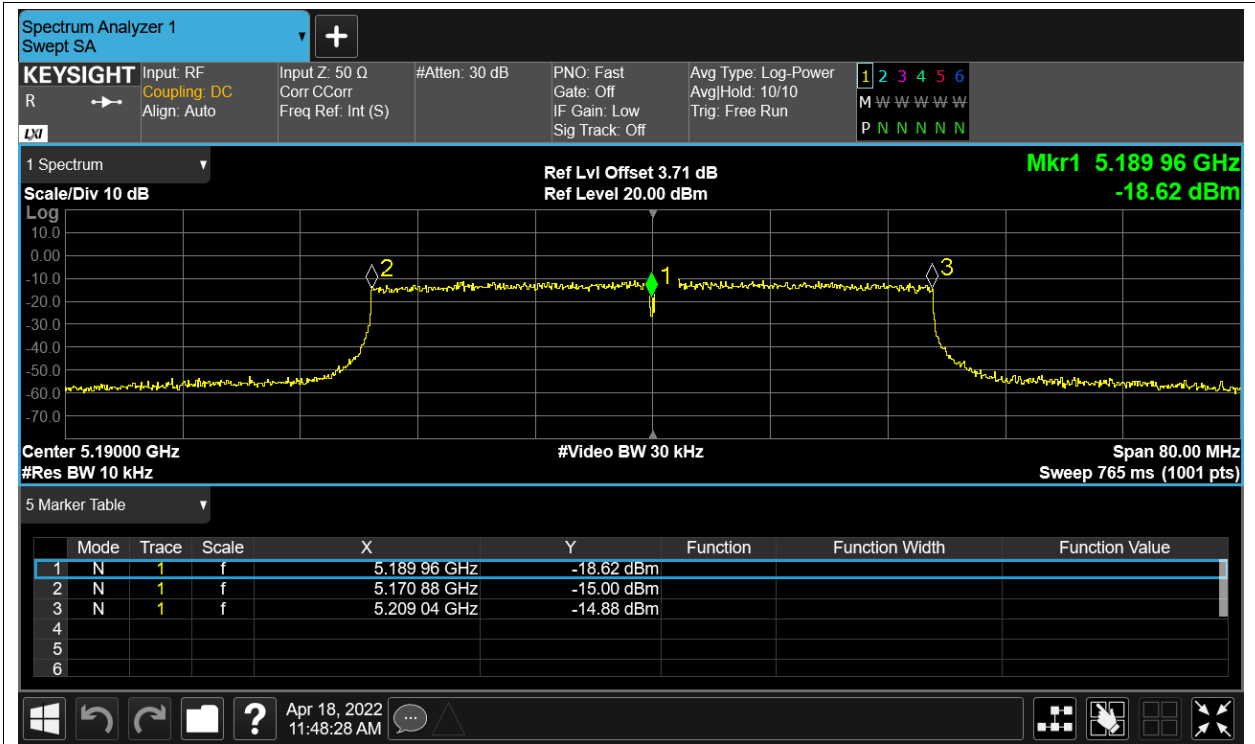 Spectrum Analyzer 1
Swept SA
+
KEYSIGHT Input: RF Input Z: 50 Ω #Atten: 30 dB PNO: Fast Avg Type: Log-Power 1 2 3 4 5 6
R Coupling: DC Corr CCorr Gate: Off Avg|Hold: 10/10 M W W W W W
Align: Auto Freq Ref: Int (S) IF Gain: Low Trig: Free Run
LXI Sig Track: Off P N N N N N
1 Spectrum Ref Lvl Offset 3.71 dB Mkr1 5.189 96 GHz
Scale/Div 10 dB Ref Level 20.00 dBm -18.62 dBm
Log
10.0
0.00
-10.0
-20.0
-30.0
-40.0
-50.0
-60.0
-70.0
2 1 3
Center 5.19000 GHz #Video BW 30 kHz Span 80.00 MHz
#Res BW 10 kHz Sweep 765 ms (1001 pts)
5 Marker Table
Mode Trace Scale X Y Function Function Width Function Value
1 N 1 f 5.189 96 GHz -18.62 dBm
2 N 1 f 5.170 88 GHz -15.00 dBm
3 N 1 f 5.209 04 GHz -14.88 dBm
4
5
6
? Apr 18, 2022
11:48:28 AM